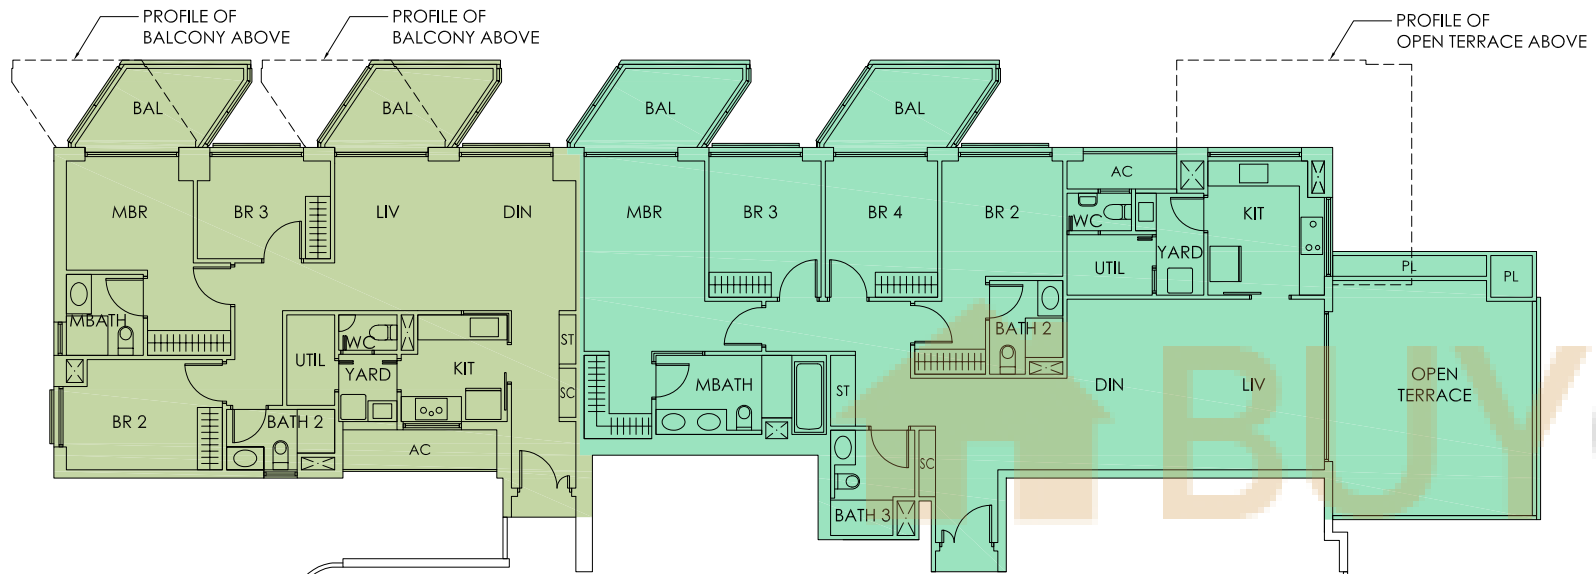 PROFILE OF
BALCONY ABOVE
PROFILE OF
BALCONY ABOVE
PROFILE OF
OPEN TERRACE ABOVE
BAL
BAL
BAL
BAL
MBR
BR 3
LIV
DIN
MBR
BR 3
BR 4
BR 2
AC
WC
KIT
UTIL
YARD
PL
PL
MBATH
WC
UTIL
YARD
KIT
ST
SC
BR 2
BATH 2
AC
MBATH
ST
BATH 2
DIN
LIV
OPEN
TERRACE
SC
BATH 3
BUY